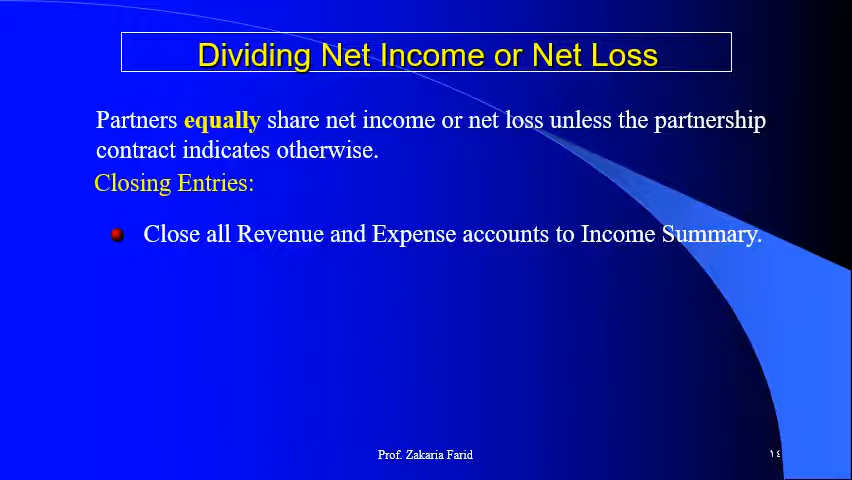 Dividing Net Income or Net Loss
Partners equally share net income or net loss unless the partnership
contract indicates otherwise.
Closing Entries:
Close all Revenue and Expense accounts to Income Summary.
Prof. Zakaria Farid
١٤